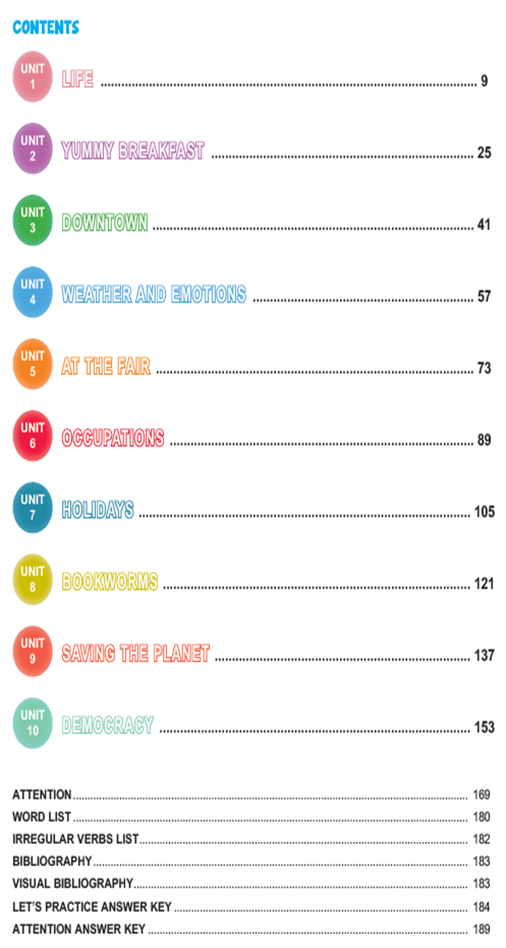 CONTENTS
UNIT 1 LIFE ........................................ 9
UNIT 2 YUMMY BREAKFAST ........................................ 25
UNIT 3 DOWNTOWN ........................................ 41
UNIT 4 WEATHER AND EMOTIONS ........................................ 57
UNIT 5 AT THE FAIR ........................................ 73
UNIT 6 OCCUPATIONS ........................................ 89
UNIT 7 HOLIDAYS ........................................ 105
UNIT 8 BOOKWORMS ........................................ 121
UNIT 9 SAVING THE PLANET ........................................ 137
UNIT 10 DEMOCRACY ........................................ 153
ATTENTION ........................................ 169
WORD LIST ........................................ 180
IRREGULAR VERBS LIST ........................................ 182
BIBLIOGRAPHY ........................................ 183
VISUAL BIBLIOGRAPHY ........................................ 183
LET'S PRACTICE ANSWER KEY ........................................ 184
ATTENTION ANSWER KEY ........................................ 189